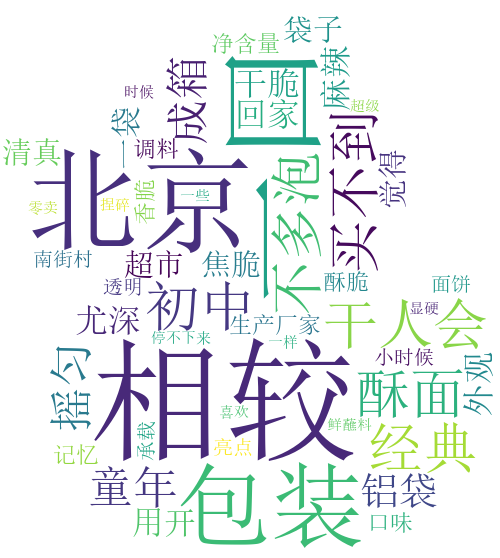 袋子
净含量
麻辣
干脆
回家
回
成箱
时候
超级
一袋
买不到
清真
调料
不多泡
觉得
北京
香脆
一些
零卖
捏碎
南街村
超市
焦脆
酥脆
面饼
透明
初中
显硬
尤深
生产厂家
干人会
停不下来
一样
小时候
外观
摇匀
相较
酥面
喜欢
鲜蘸料
经典
承载
亮点
记忆
童年
包装
铝袋
用开
口味